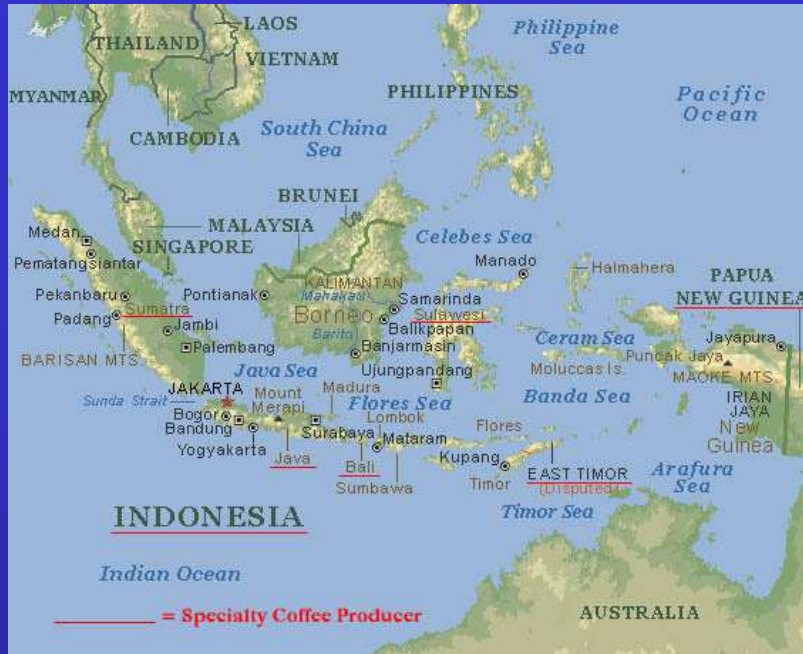 LAOS
THAILAND
VIETNAM
Philippine
Sea
MYANMAR
PHILIPPINES
Pacific
Ocean
CAMBODIA
South China
Sea
BRUNEI
MALAYSIA
SINGAPORE
Celebes Sea
Medan
Pematangsiantar
Manado
Halmahera
PAPUA
NEW GUINEA
KALIMANTAN
Mahakam
Pekanbaru
Pontianak
Samarinda
Sumatra
Borneo
Sulawesi
Padang
Balikpapan
Jambi
Barito
Ceram Sea
Jayapura
Banjarmasin
Palembang
BARISAN MTS.
Puncak Jaya
Moluccas Is.
Java Sea
Ujungpandang
MAOKE MTS.
JAKARTA
Madura
Mount
Merapi
Sunda Strait
Flores Sea
Banda Sea
IRIAN
JAYA
Bogor
Lombok
Bandung
Flores
New
Guinea
Surabaya
Mataram
Yogyakarta
Java
Bali
Kupang
Sumbawa
Timor
EAST TIMOR
(Disputed)
Arafura
Sea
Timor Sea
INDONESIA
Indian Ocean
= Specialty Coffee Producer
AUSTRALIA